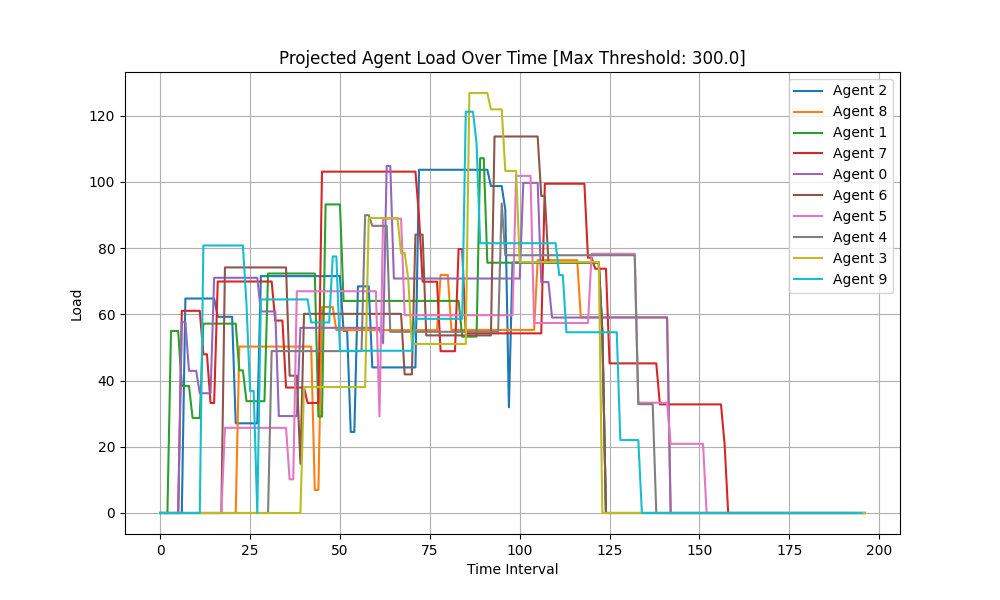 Projected Agent Load Over Time [Max Threshold: 300.0]
Load
120
100
80
60
40
20
0
0 25 50 75 100 125 150 175 200
Time Interval
Agent 2
Agent 8
Agent 1
Agent 7
Agent 0
Agent 6
Agent 5
Agent 4
Agent 3
Agent 9